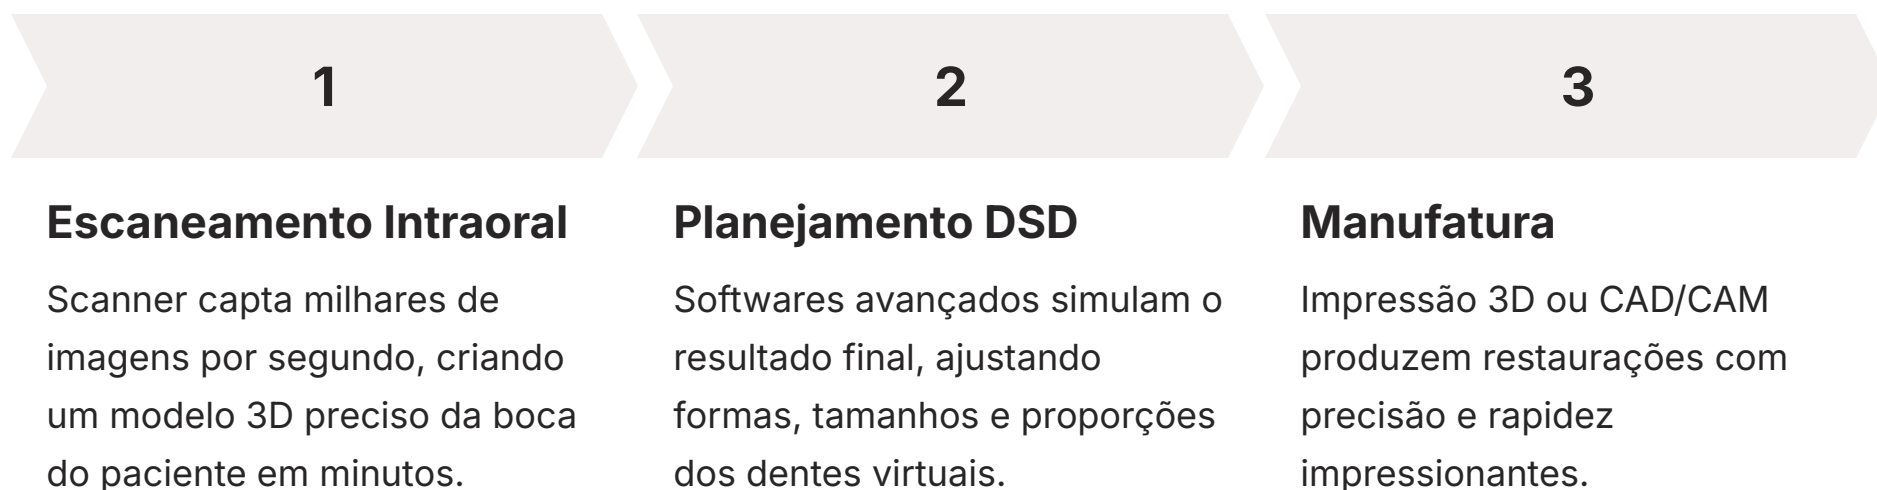 1
Escaneamento Intraoral
Scanner capta milhares de
imagens por segundo, criando
um modelo 3D preciso da boca
do paciente em minutos.
2
Planejamento DSD
Softwares avançados simulam o
resultado final, ajustando
formas, tamanhos e proporções
dos dentes virtuais.
3
Manufatura
Impressão 3D ou CAD/CAM
produzem restaurações com
precisão e rapidez
impressionantes.